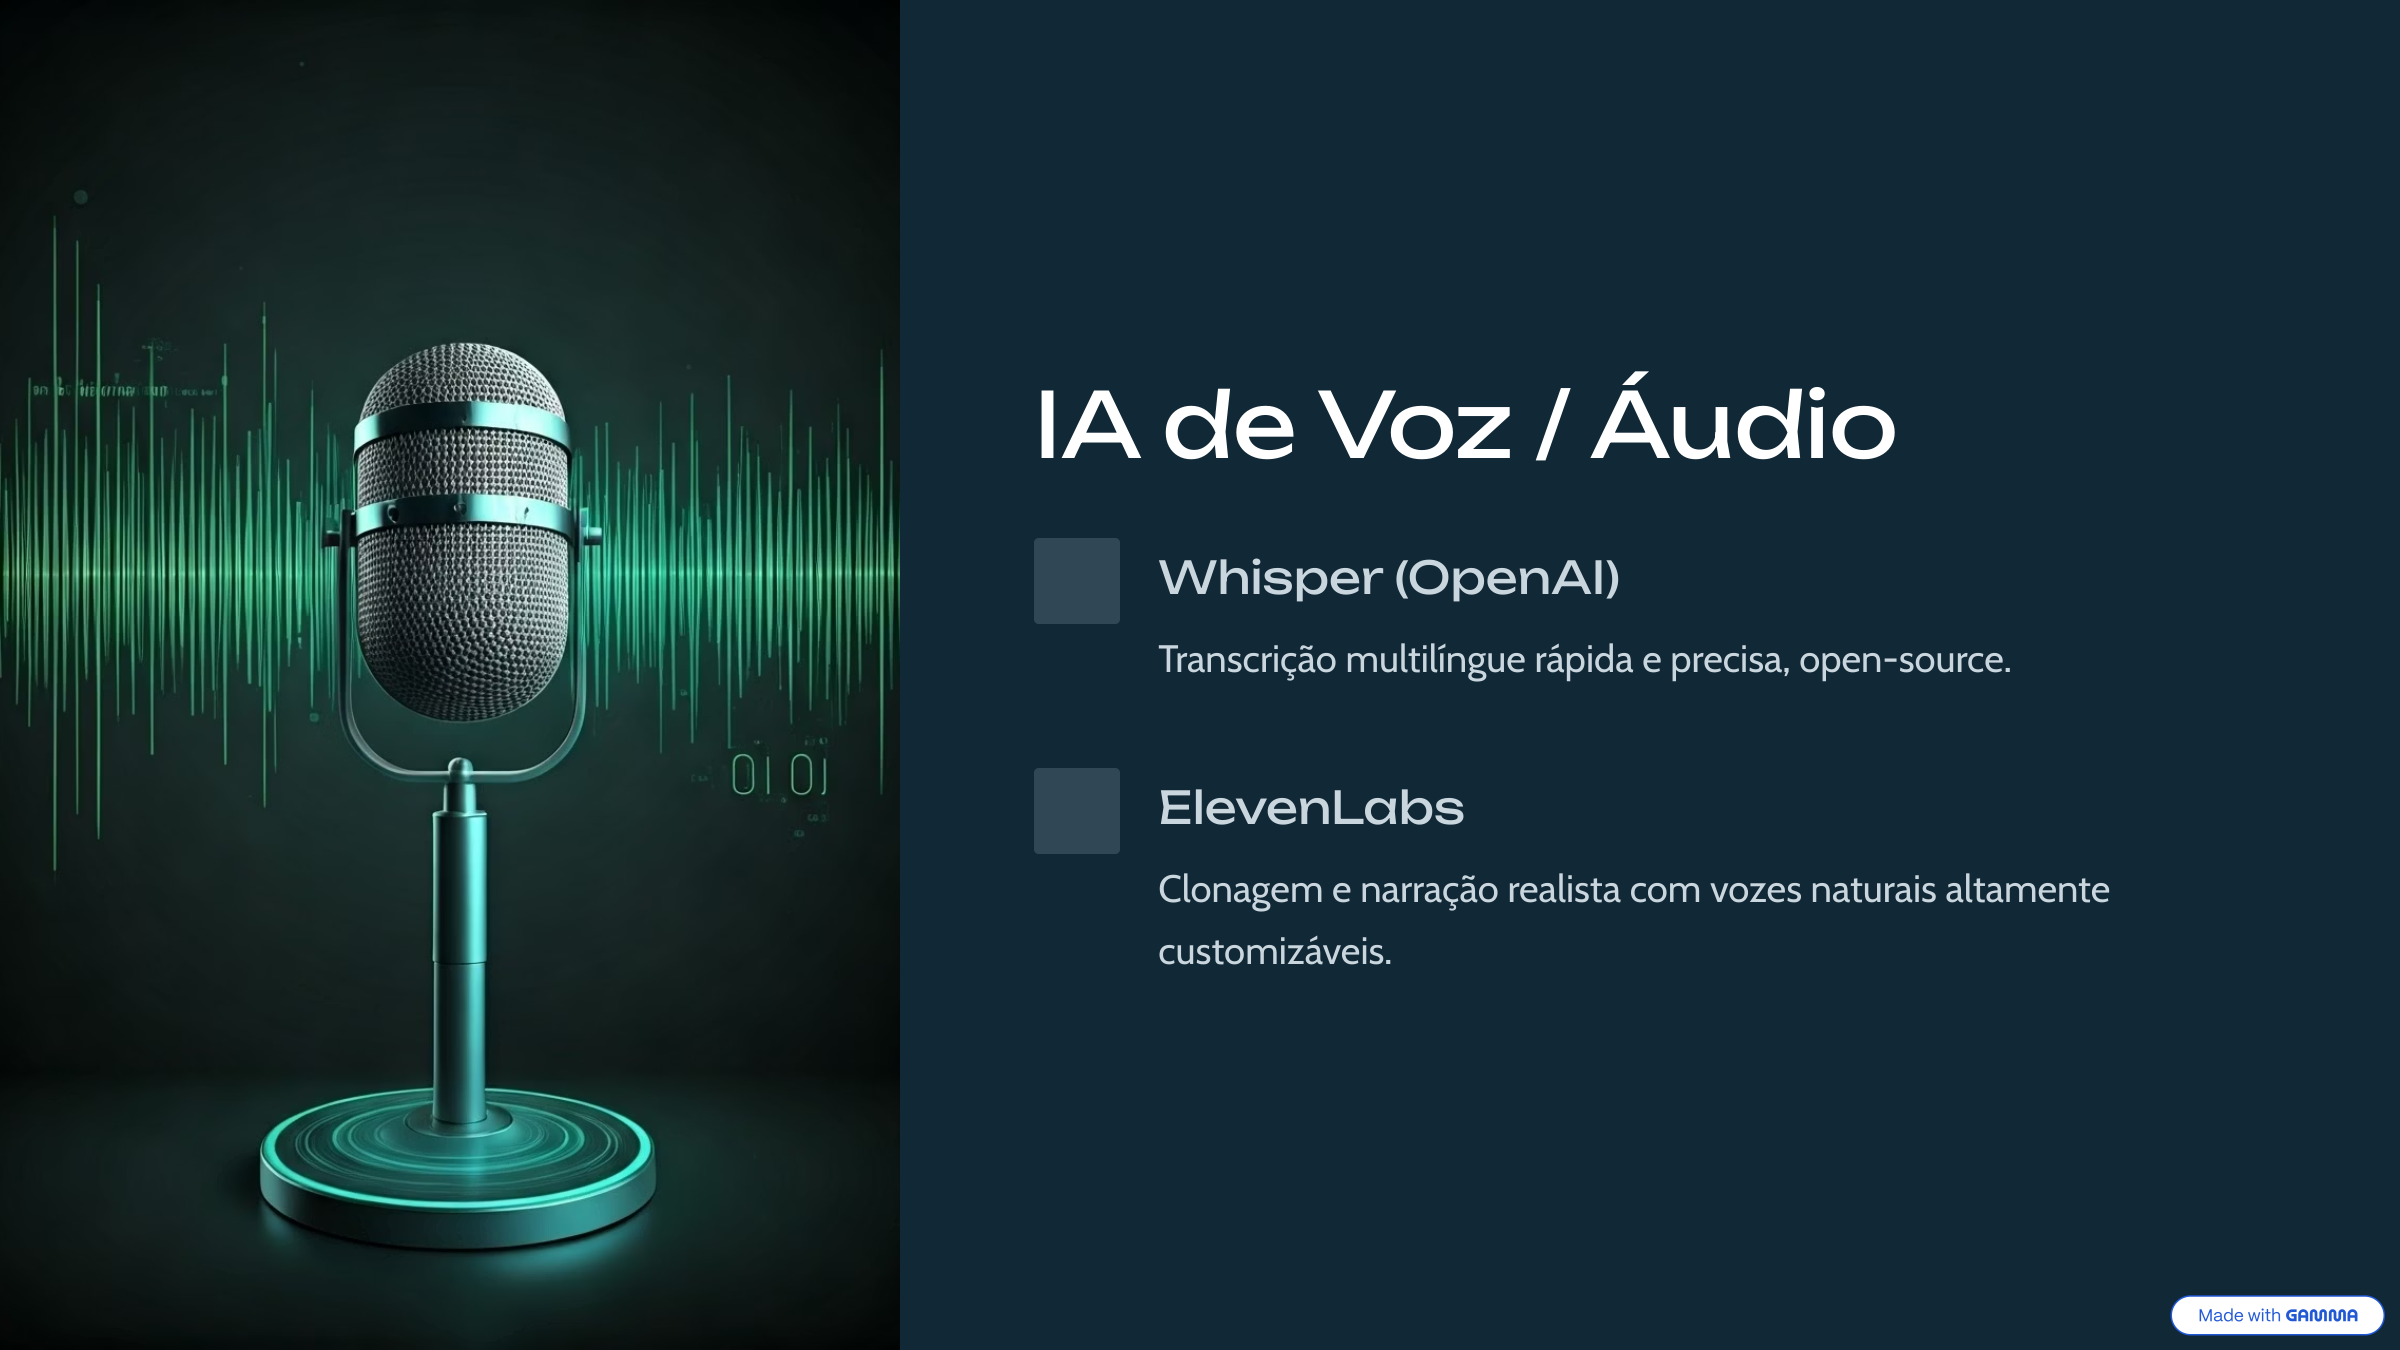 IA de Voz / Áudio
Whisper (OpenAI)
Transcrição multilíngue rápida e precisa, open-source.
ElevenLabs
Clonagem e narração realista com vozes naturais altamente
customizáveis.
01 01
Made with GAMMA